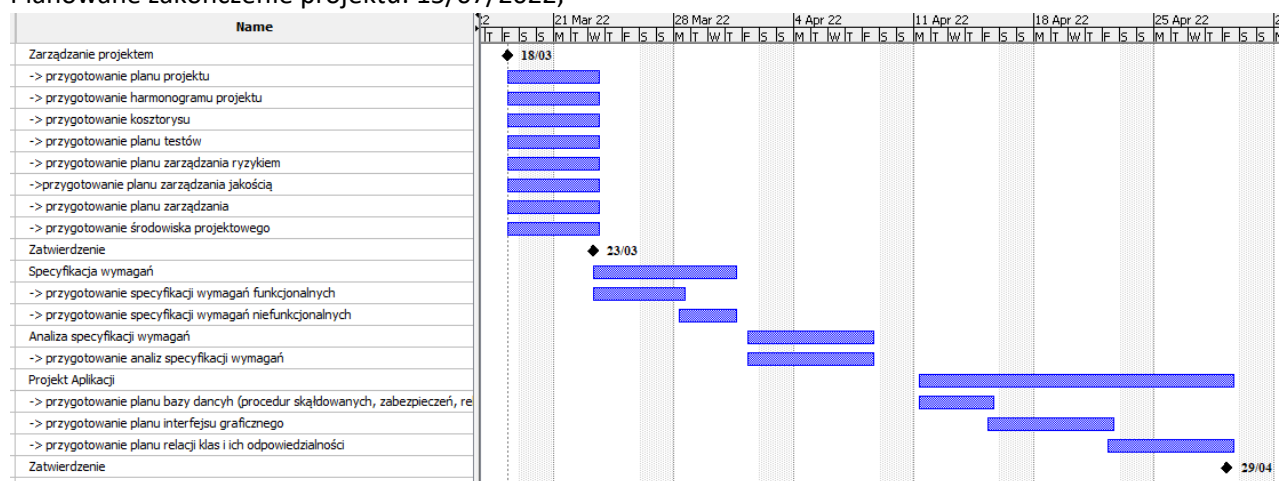 Planowane zakończenie projektu: 15/07/2022,
Name
2 21 Mar 22 28 Mar 22 4 Apr 22 11 Apr 22 18 Apr 22 25 Apr 22 2
T F S S M T W T F S S M T W T F S S M T W T F S S M T W T F S S M T W T F S S M T W T F S S M
Zarządzanie projektem 18/03
-> przygotowanie planu projektu
-> przygotowanie harmonogramu projektu
-> przygotowanie kosztorysu
-> przygotowanie planu testów
-> przygotowanie planu zarządzania ryzykiem
->przygotowanie planu zarządzania jakością
-> przygotowanie planu zarządzania
-> przygotowanie środowiska projektowego
Zatwierdzenie 23/03
Specyfikacja wymagań
-> przygotowanie specyfikacji wymagań funkcjonalnych
-> przygotowanie specyfikacji wymagań niefunkcjonalnych
Analiza specyfikacji wymagań
-> przygotowanie analiz specyfikacji wymagań
Projekt Aplikacji
-> przygotowanie planu bazy dancyh (procedur skąłdowanych, zabezpieczeń, re
-> przygotowanie planu interfejsu graficznego
-> przygotowanie planu relacji klas i ich odpowiedzialności
Zatwierdzenie 29/04